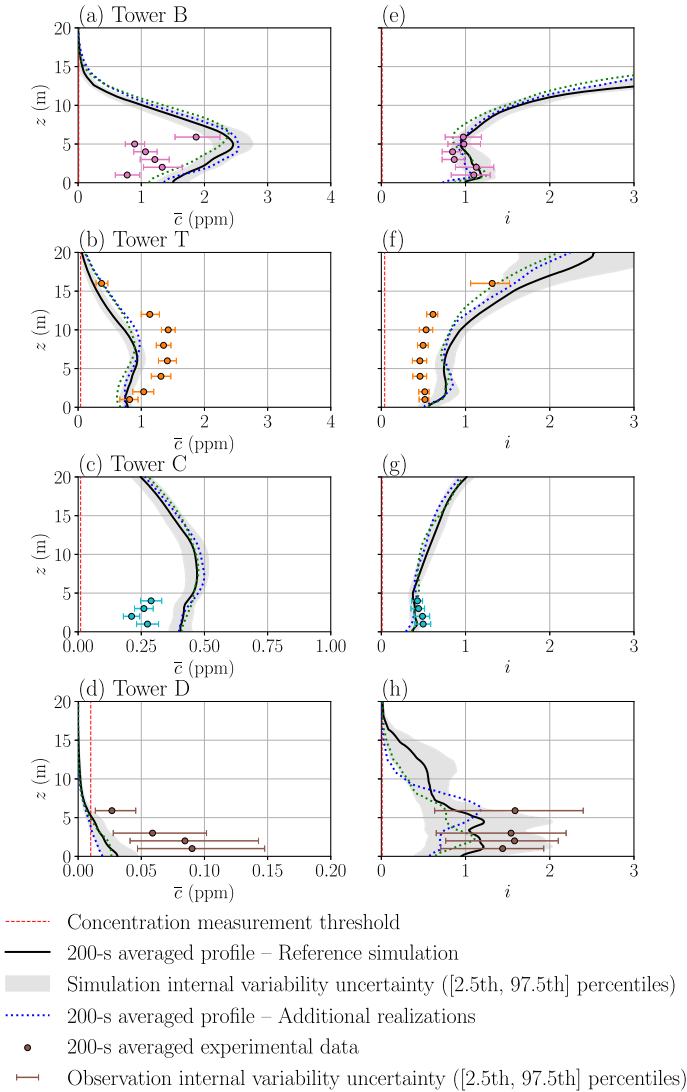 (a) Tower B (e)
20
15
10
5
0
z (m)
0 1 2 3 4
c̅ (ppm)
0 1 2 3
i
(b) Tower T (f)
20
15
10
5
0
z (m)
0 1 2 3 4
c̅ (ppm)
0 1 2 3
i
(c) Tower C (g)
20
15
10
5
0
z (m)
0.00 0.25 0.50 0.75 1.00
c̅ (ppm)
0 1 2 3
i
(d) Tower D (h)
20
15
10
5
0
z (m)
0.00 0.05 0.10 0.15 0.20
c̅ (ppm)
0 1 2 3
i
Concentration measurement threshold
200-s averaged profile – Reference simulation
Simulation internal variability uncertainty ([2.5th, 97.5th] percentiles)
200-s averaged profile – Additional realizations
200-s averaged experimental data
Observation internal variability uncertainty ([2.5th, 97.5th] percentiles)